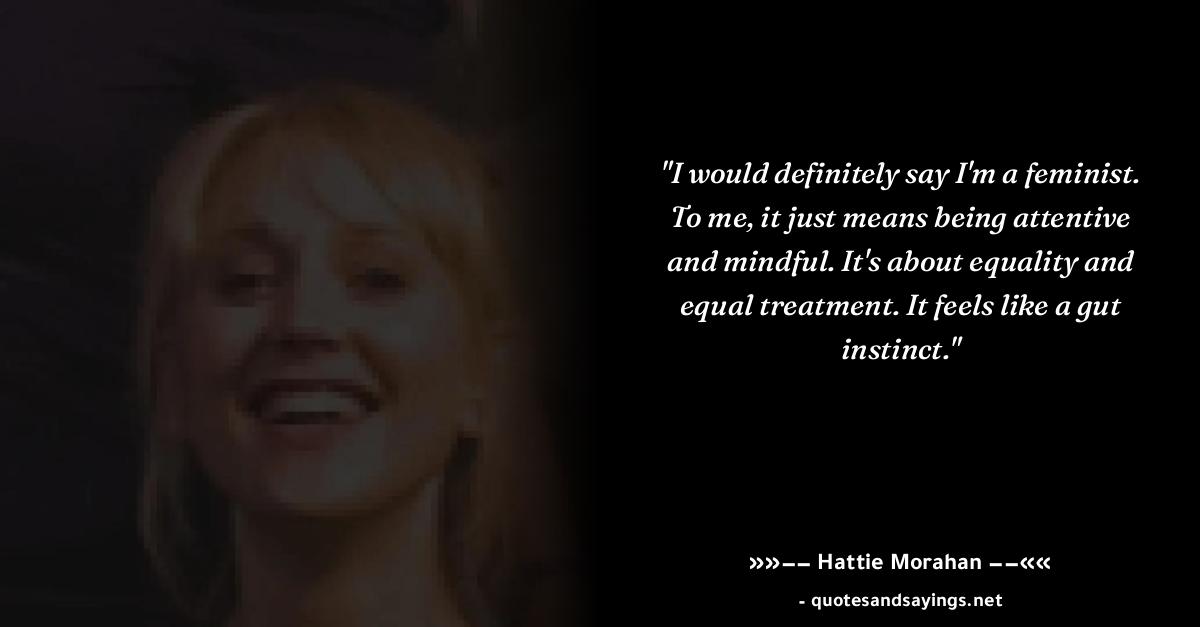 "I would definitely say I'm a feminist.
To me, it just means being attentive
and mindful. It's about equality and
equal treatment. It feels like a gut
instinct."
»»–– Hattie Morahan ––««
- quotesandsayings.net